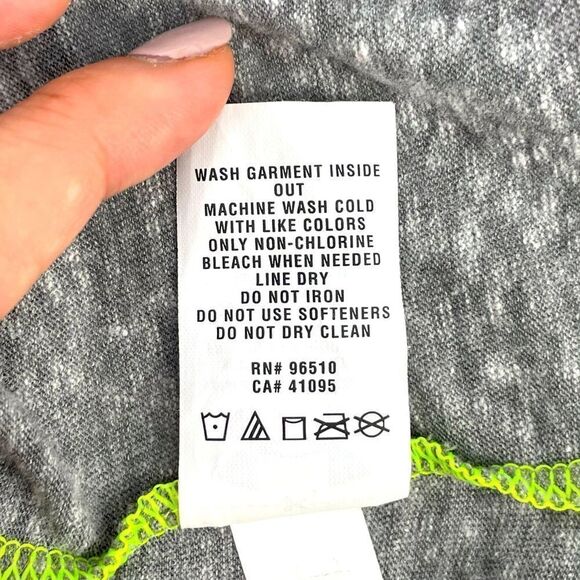 WASH GARMENT INSIDE
OUT
MACHINE WASH COLD
WITH LIKE COLORS
ONLY NON-CHLORINE
BLEACH WHEN NEEDED
LINE DRY
DO NOT IRON
DO NOT USE SOFTENERS
DO NOT DRY CLEAN
RN# 96510
CA# 41095